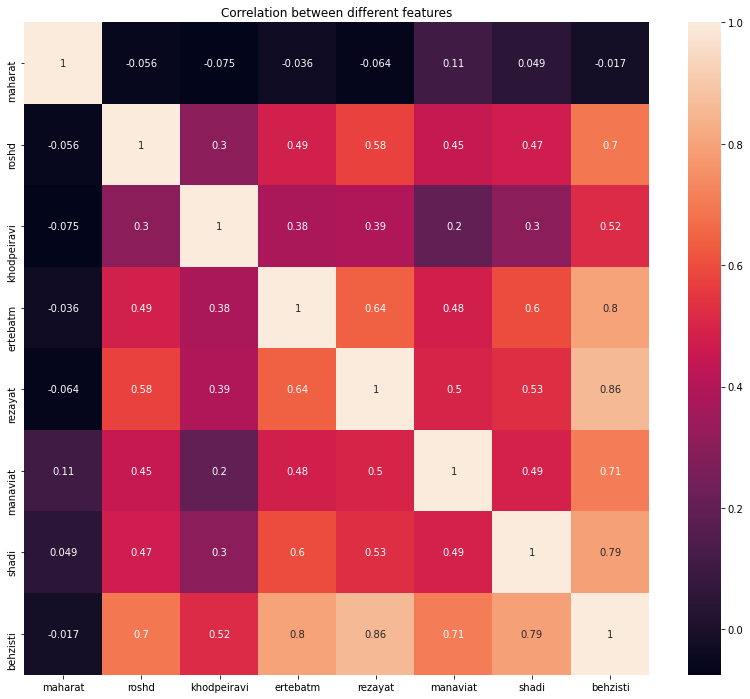 Correlation between different features
maharat 1 -0.056 -0.075 -0.036 -0.064 0.11 0.049 -0.017
roshd -0.056 1 0.3 0.49 0.58 0.45 0.47 0.7
khodpeiravi -0.075 0.3 1 0.38 0.39 0.2 0.3 0.52
ertebatm -0.036 0.49 0.38 1 0.64 0.48 0.6 0.8
rezayat -0.064 0.58 0.39 0.64 1 0.5 0.53 0.86
manaviat 0.11 0.45 0.2 0.48 0.5 1 0.49 0.71
shadi 0.049 0.47 0.3 0.6 0.53 0.49 1 0.79
behzisti -0.017 0.7 0.52 0.8 0.86 0.71 0.79 1
maharat roshd khodpeiravi ertebatm rezayat manaviat shadi behzisti
1.0
0.8
0.6
0.4
0.2
0.0